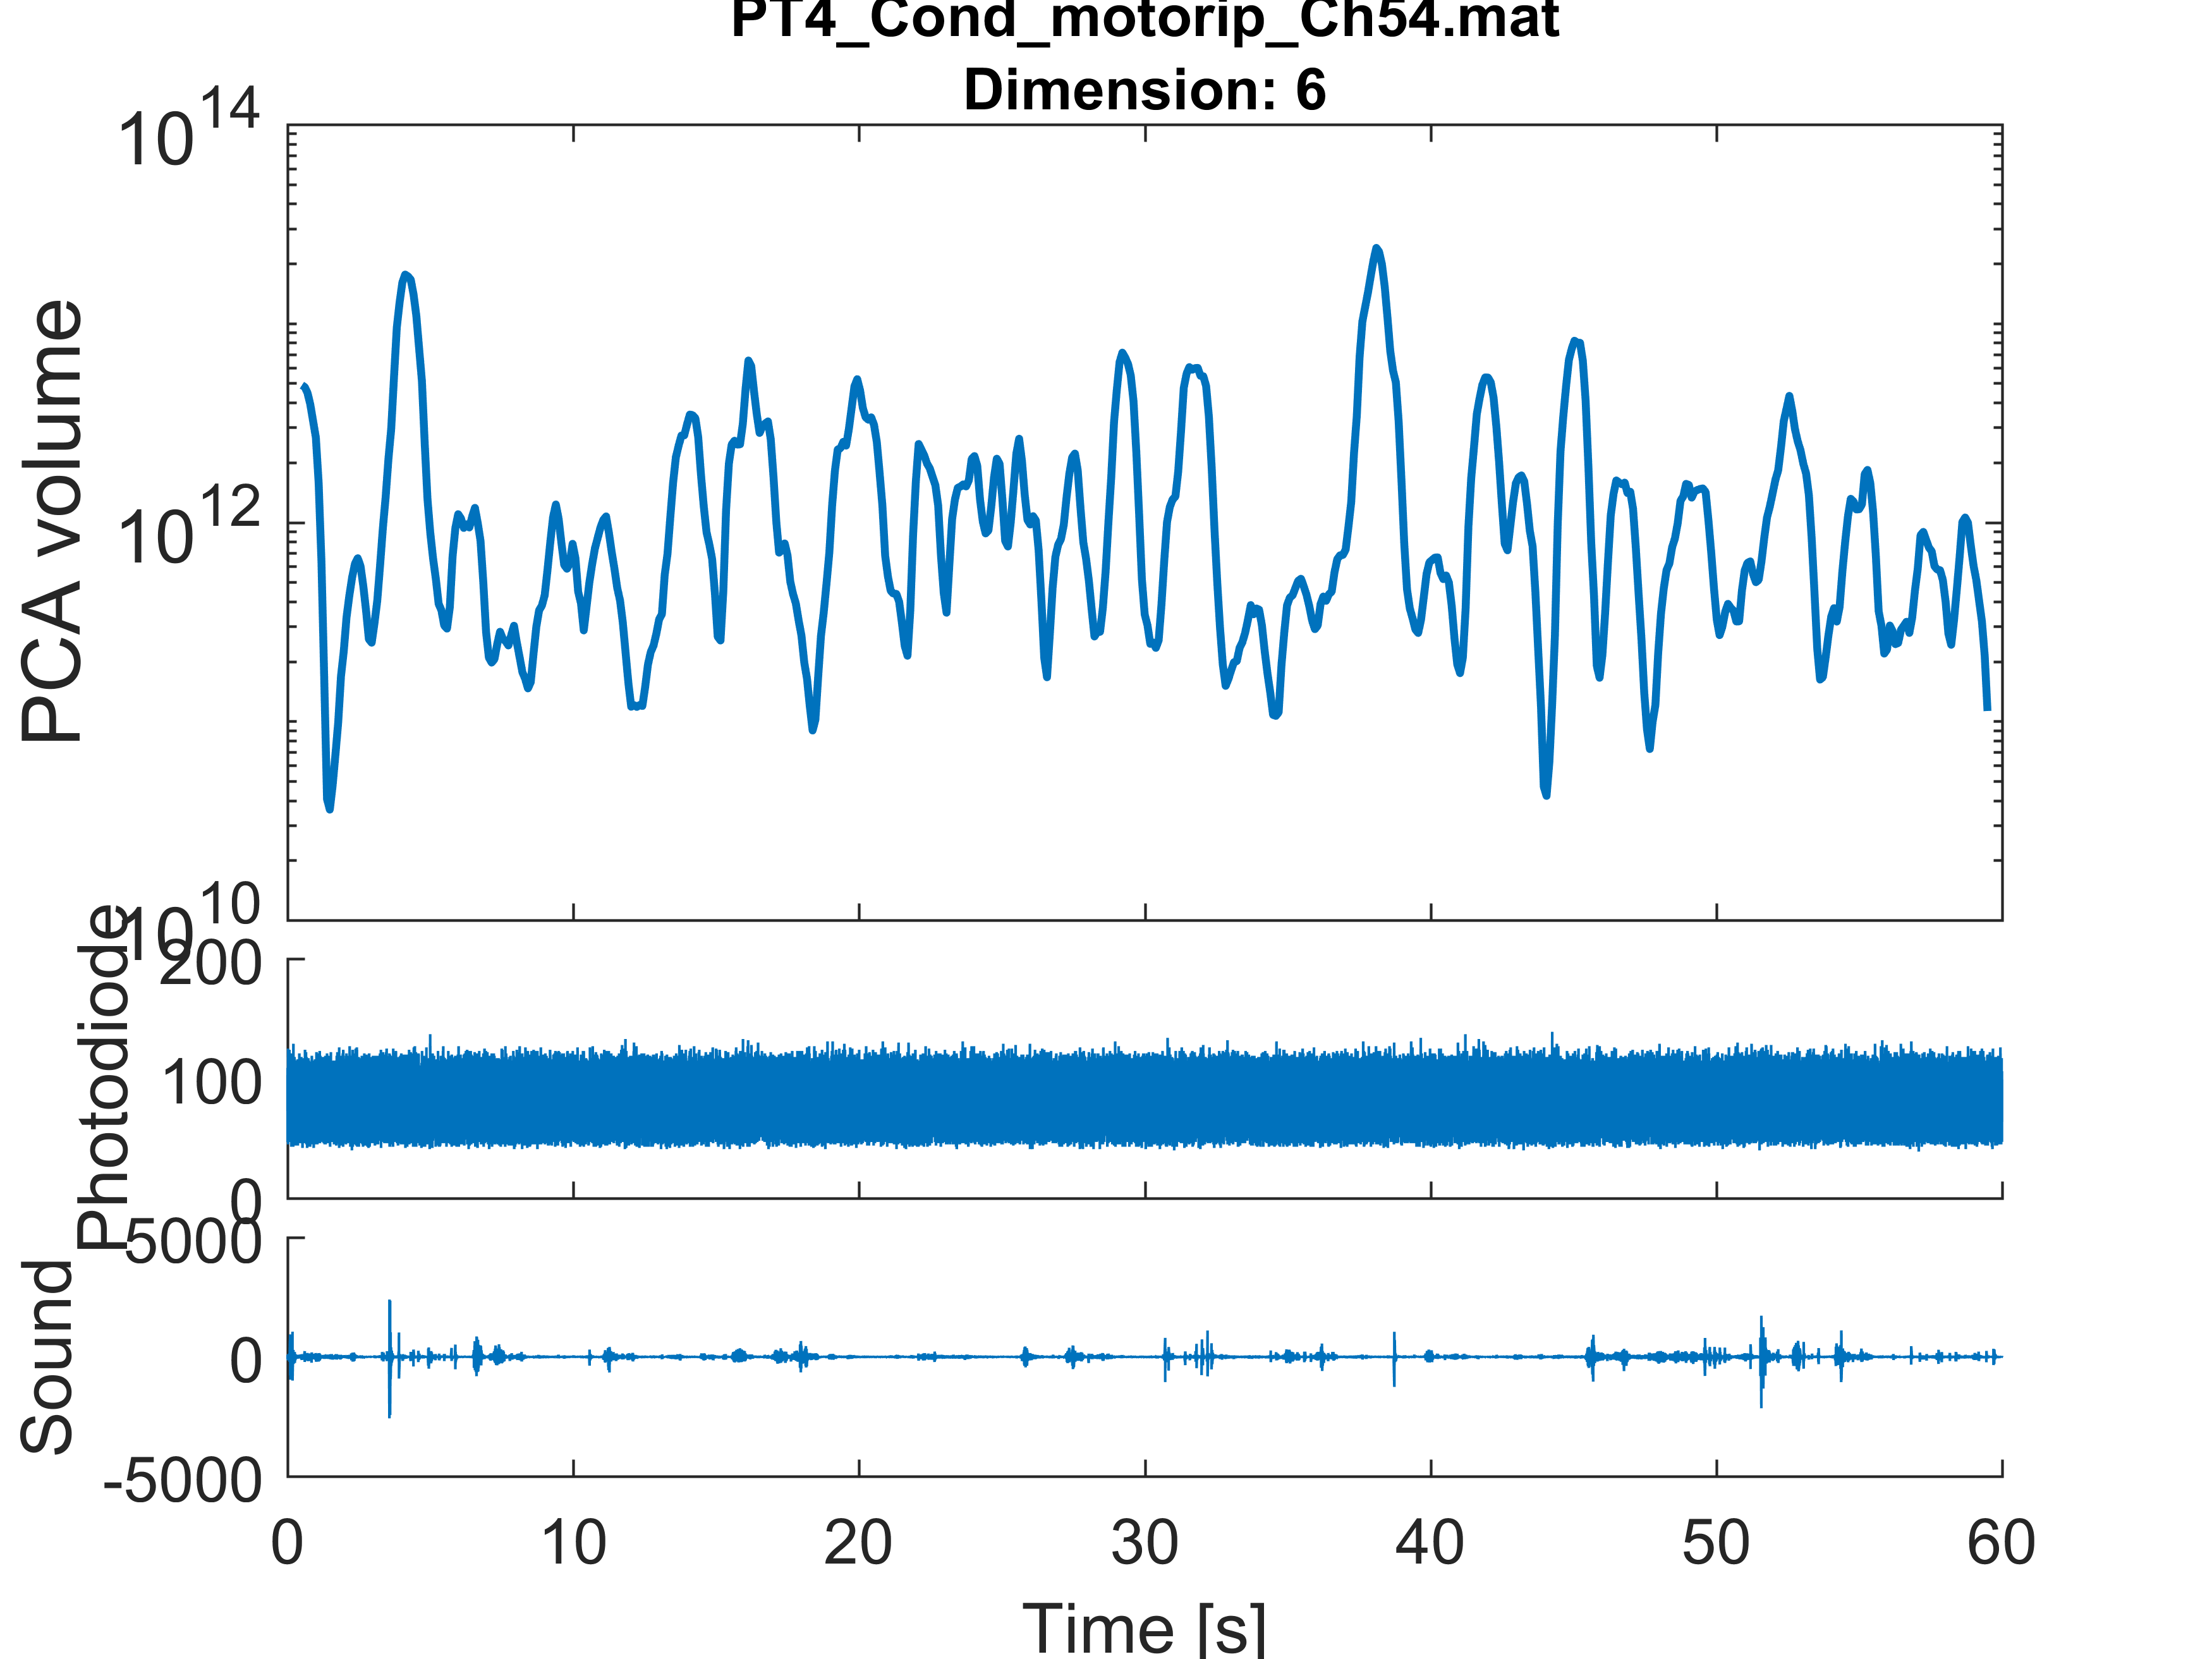 PT4_Cond_motorip_Ch54.mat
Dimension: 6
10^14
10^12
10^10
PCA volume
200
100
0
Photodiode
5000
0
-5000
Sound
0 10 20 30 40 50 60
Time [s]